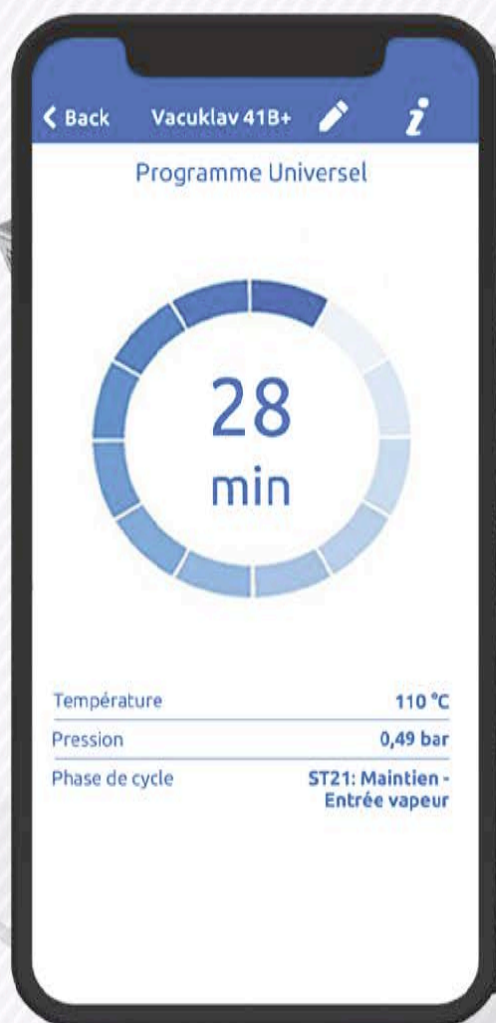 Back Vacuklav 41B+ i
Programme Universel
28
min
Température 110 °C
Pression 0,49 bar
Phase de cycle ST21: Maintien -
Entrée vapeur